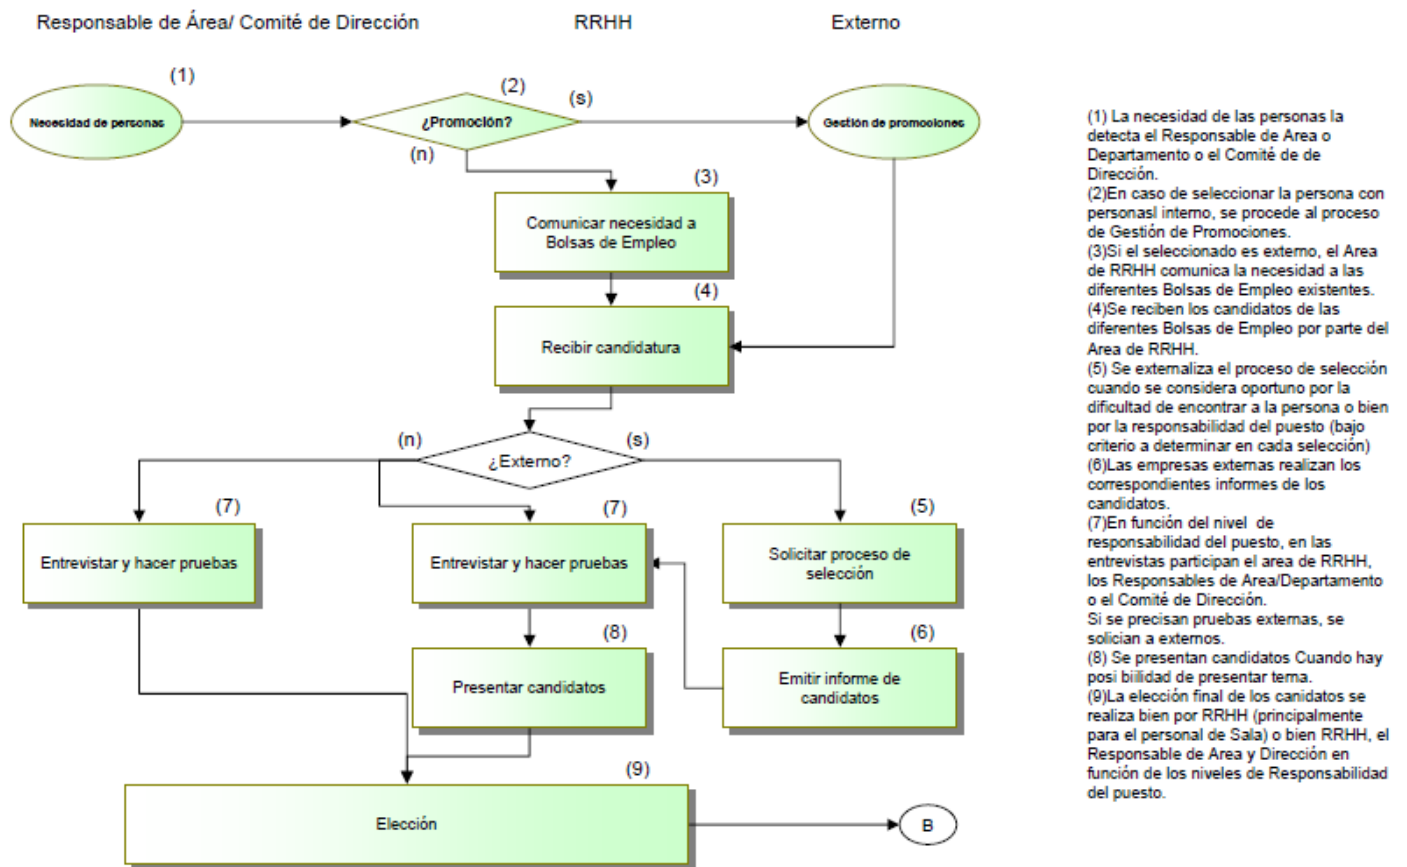 Responsable de Área/ Comité de Dirección
RRHH
Externo
(1)
(2)
(s)
Necesidad de personas
¿Promoción?
Gestión de promociones
(n)
(3)
Comunicar necesidad a
Bolsas de Empleo
(4)
Recibir candidatura
(n)
(s)
¿Externo?
(7)
(7)
(5)
Entrevistar y hacer pruebas
Entrevistar y hacer pruebas
Solicitar proceso de
selección
(8)
(6)
Presentar candidatos
Emitir informe de
candidatos
(9)
Elección
B
(1) La necesidad de las personas la
detecta el Responsable de Area o
Departamento o el Comité de de
Dirección.
(2)En caso de seleccionar la persona con
personasl interno, se procede al proceso
de Gestión de Promociones.
(3)Si el seleccionado es externo, el Area
de RRHH comunica la necesidad a las
diferentes Bolsas de Empleo existentes.
(4)Se reciben los candidatos de las
diferentes Bolsas de Empleo por parte del
Area de RRHH.
(5) Se externaliza el proceso de selección
cuando se considera oportuno por la
dificultad de encontrar a la persona o bien
por la responsabilidad del puesto (bajo
criterio a determinar en cada selección)
(6)Las empresas externas realizan los
correspondientes informes de los
candidatos.
(7)En función del nivel de
responsabilidad del puesto, en las
entrevistas participan el area de RRHH,
los Responsables de Area/Departamento
o el Comité de Dirección.
Si se precisan pruebas externas, se
solician a externos.
(8) Se presentan candidatos Cuando hay
posi biilidad de presentar terna.
(9)La elección final de los canidatos se
realiza bien por RRHH (principalmente
para el personal de Sala) o bien RRHH, el
Responsable de Area y Dirección en
función de los niveles de Responsabilidad
del puesto.